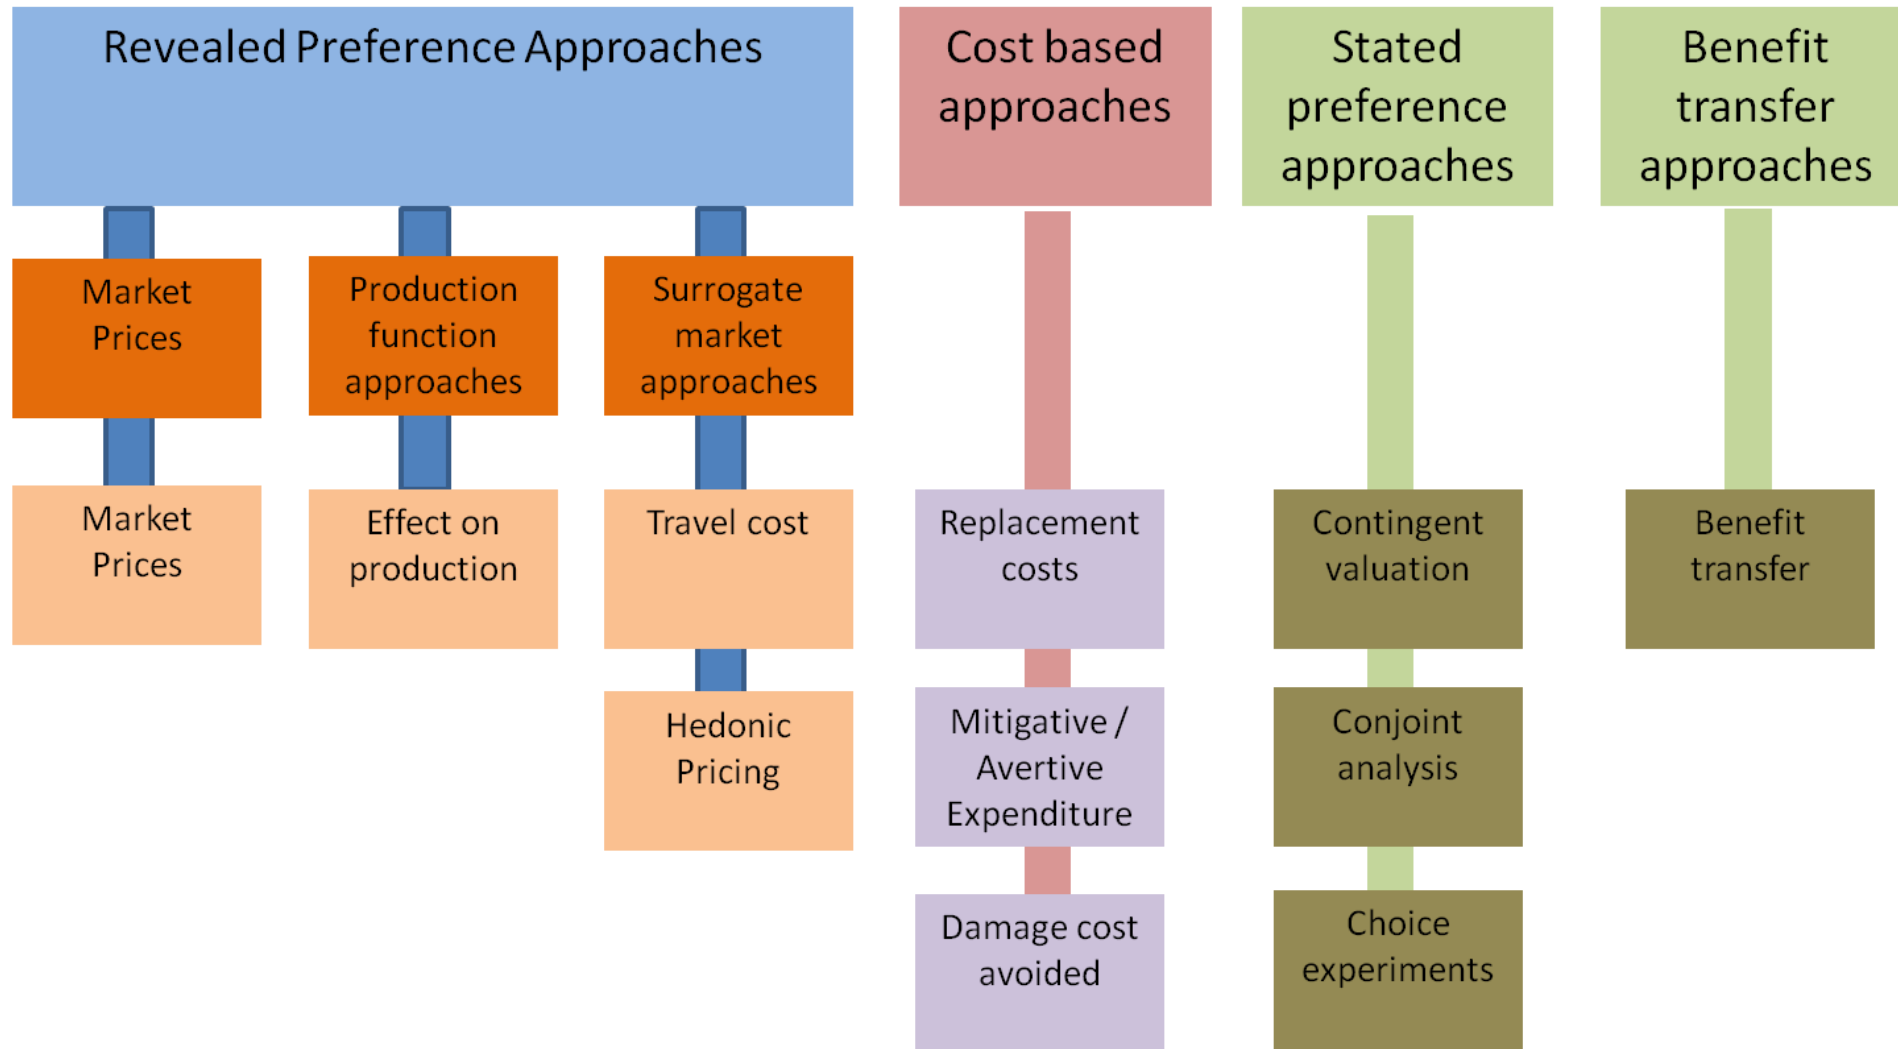 Revealed Preference Approaches
Cost based
approaches
Stated
preference
approaches
Benefit
transfer
approaches
Market
Prices
Production
function
approaches
Surrogate
market
approaches
Market
Prices
Effect on
production
Travel cost
Replacement
costs
Contingent
valuation
Benefit
transfer
Hedonic
Pricing
Mitigative /
Avertive
Expenditure
Conjoint
analysis
Damage cost
avoided
Choice
experiments